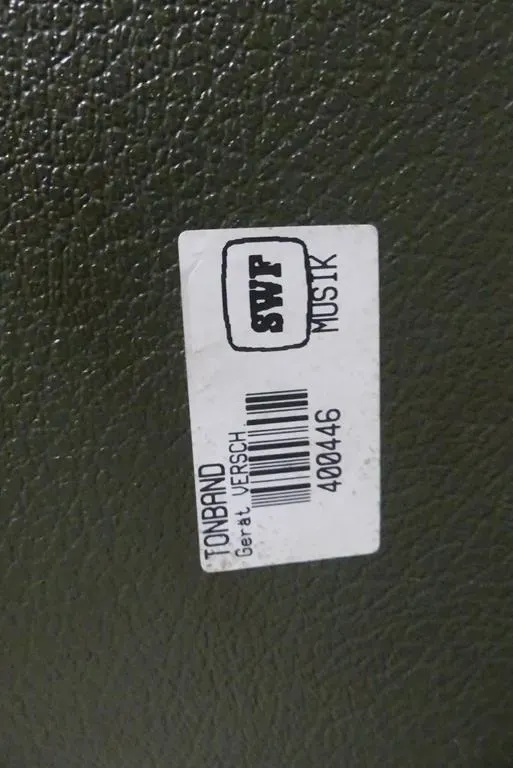 SWF
MUSIK
400446
TONBAND
Gerät VERSCH.